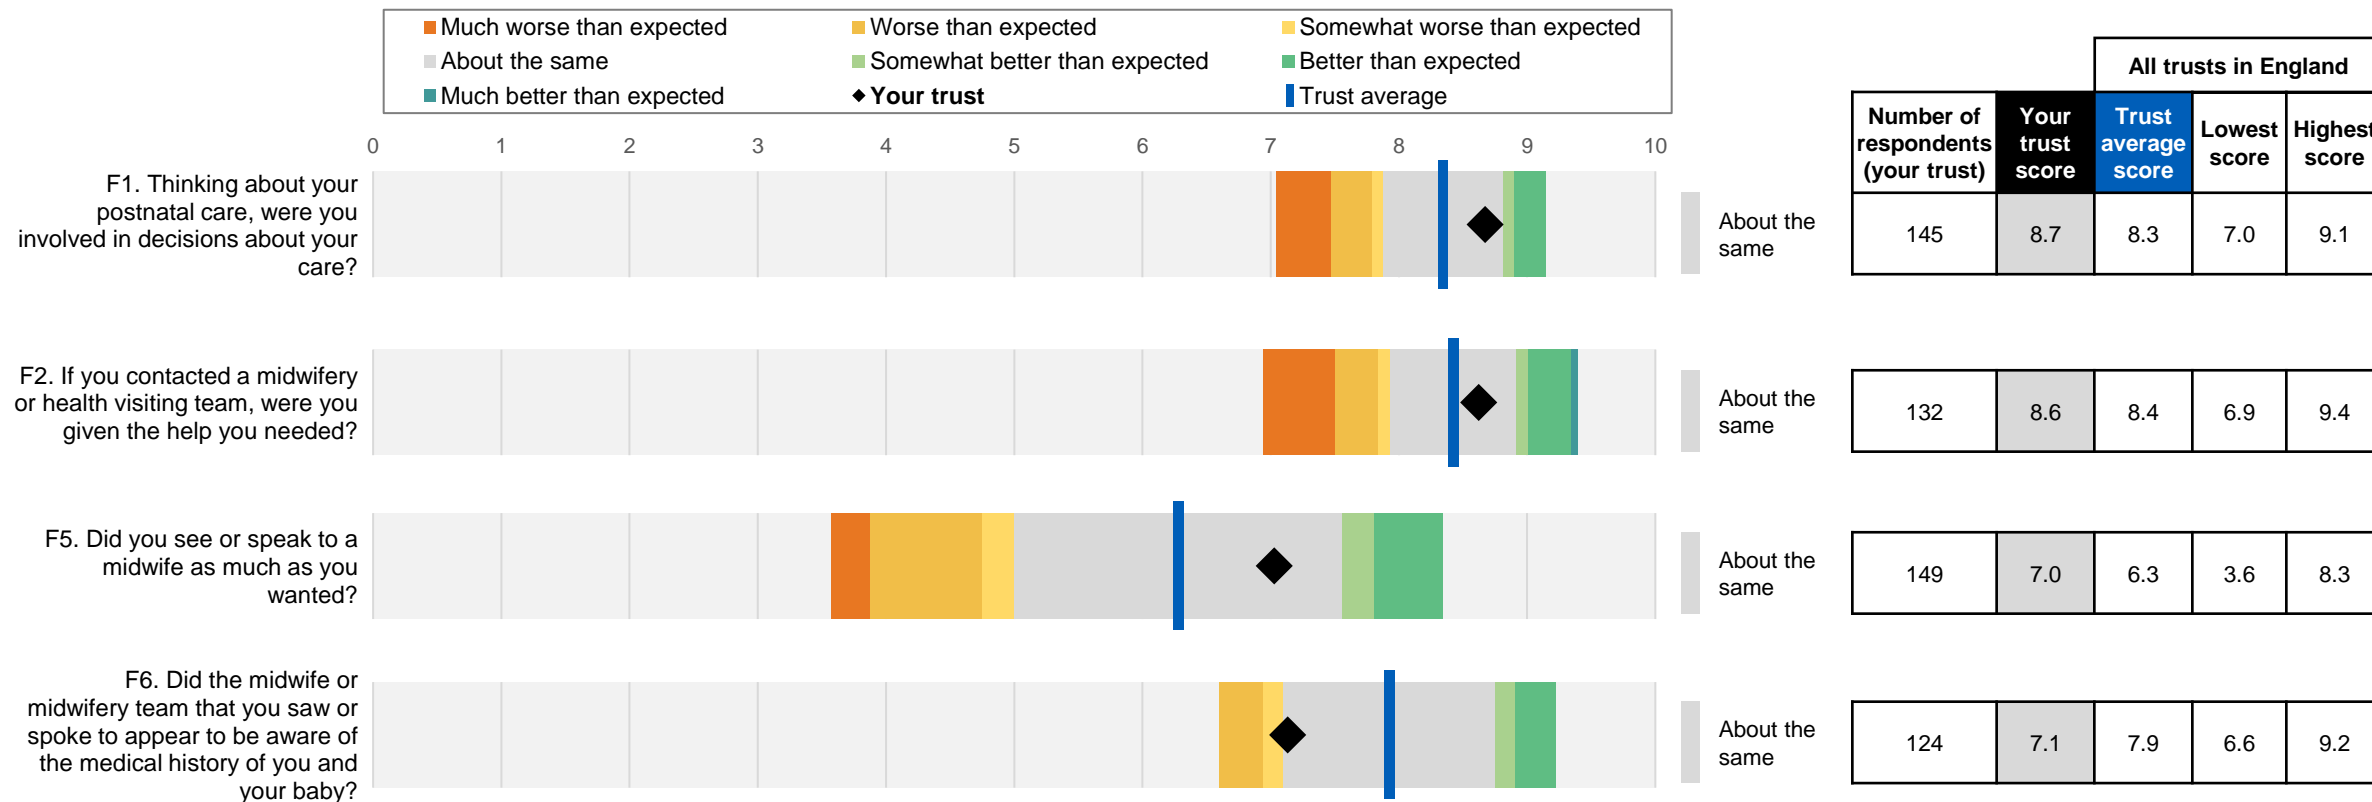 Much worse than expected
Worse than expected
Somewhat worse than expected
About the same
Somewhat better than expected
Better than expected
Much better than expected
Your trust
Trust average
0 1 2 3 4 5 6 7 8 9 10
All trusts in England
Number of respondents (your trust)
Your trust score
Trust average score
Lowest score
Highest score
F1. Thinking about your
postnatal care, were you
involved in decisions about your
care?
About the
same
145 8.7 8.3 7.0 9.1
F2. If you contacted a midwifery
or health visiting team, were you
given the help you needed?
About the
same
132 8.6 8.4 6.9 9.4
F5. Did you see or speak to a
midwife as much as you
wanted?
About the
same
149 7.0 6.3 3.6 8.3
F6. Did the midwife or
midwifery team that you saw or
spoke to appear to be aware of
the medical history of you and
your baby?
About the
same
124 7.1 7.9 6.6 9.2